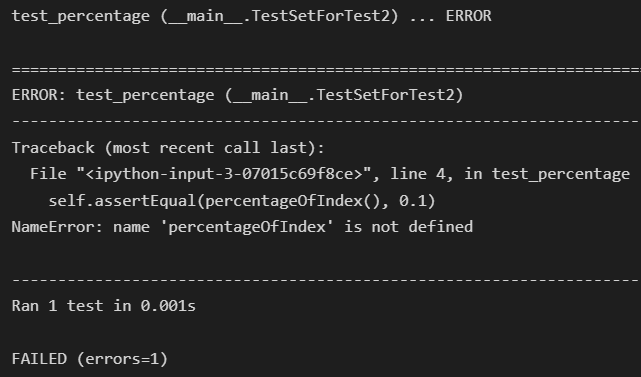 test_percentage (__main__.TestSetForTest2) ... ERROR
======================================================================
ERROR: test_percentage (__main__.TestSetForTest2)
----------------------------------------------------------------------
Traceback (most recent call last):
  File "<ipython-input-3-07015c69f8ce>", line 4, in test_percentage
    self.assertEqual(percentageOfIndex(), 0.1)
NameError: name 'percentageOfIndex' is not defined
----------------------------------------------------------------------
Ran 1 test in 0.001s
FAILED (errors=1)